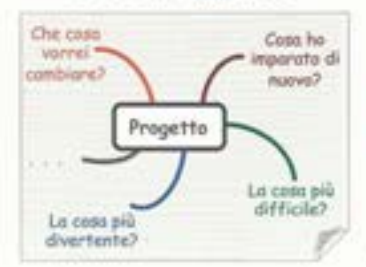 Che cosa
vorrei
cambiare?
Cosa ho
imparato di
nuovo?
Progetto
...
La cosa più
difficile?
La cosa più
divertente?